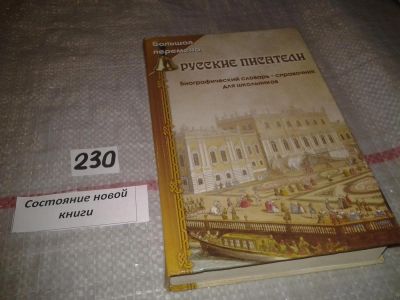 Большая
перемена
РУССКИЕ ПИСАТЕЛИ
Биографический словарь - справочник
для школьников
230
Состояние новой
книги